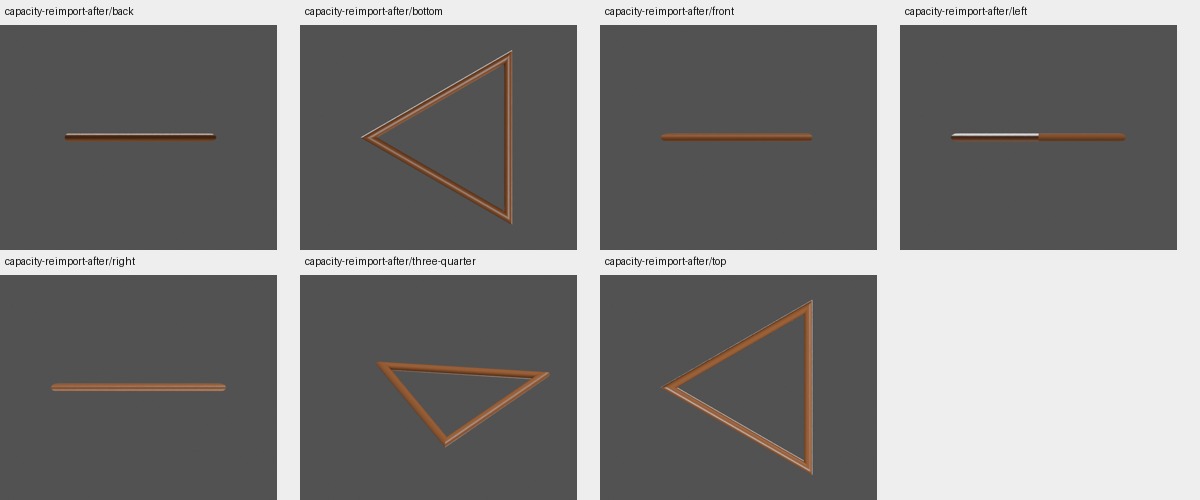 capacity-reimport-after/back
capacity-reimport-after/bottom
capacity-reimport-after/front
capacity-reimport-after/left
capacity-reimport-after/right
capacity-reimport-after/three-quarter
capacity-reimport-after/top